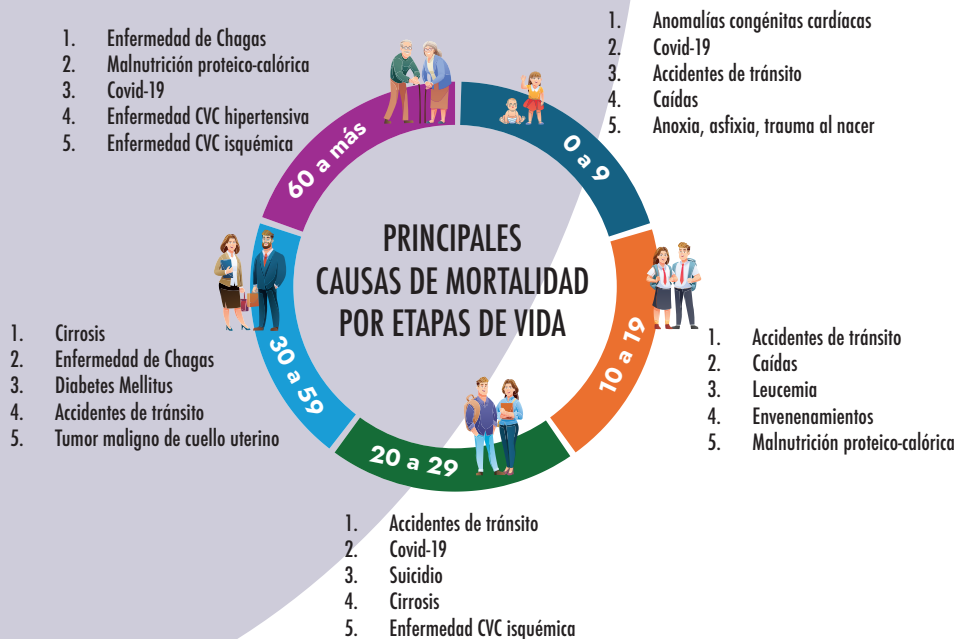 1. Enfermedad de Chagas
2. Malnutrición proteico-calórica
3. Covid-19
4. Enfermedad CVC hipertensiva
5. Enfermedad CVC isquémica
1. Anomalías congénitas cardíacas
2. Covid-19
3. Accidentes de tránsito
4. Caídas
5. Anoxia, asfixia, trauma al nacer
60 a más
0 a 9
PRINCIPALES
CAUSAS DE MORTALIDAD
POR ETAPAS DE VIDA
30 a 59
10 a 19
20 a 29
1. Cirrosis
2. Enfermedad de Chagas
3. Diabetes Mellitus
4. Accidentes de tránsito
5. Tumor maligno de cuello uterino
1. Accidentes de tránsito
2. Caídas
3. Leucemia
4. Envenenamientos
5. Malnutrición proteico-calórica
1. Accidentes de tránsito
2. Covid-19
3. Suicidio
4. Cirrosis
5. Enfermedad CVC isquémica